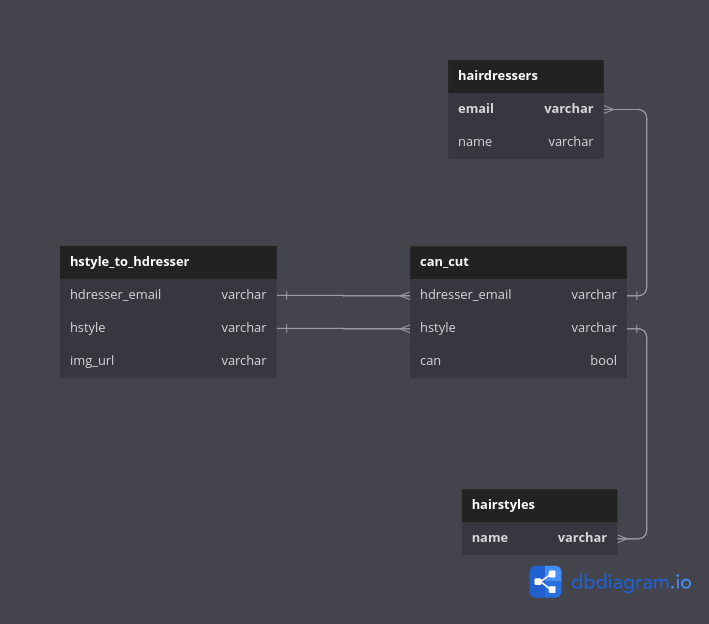 hairdressers
email varchar
name varchar
hstyle_to_hdresser
hdresser_email varchar
hstyle varchar
img_url varchar
can_cut
hdresser_email varchar
hstyle varchar
can bool
hairstyles
name varchar
dbdiagram.io